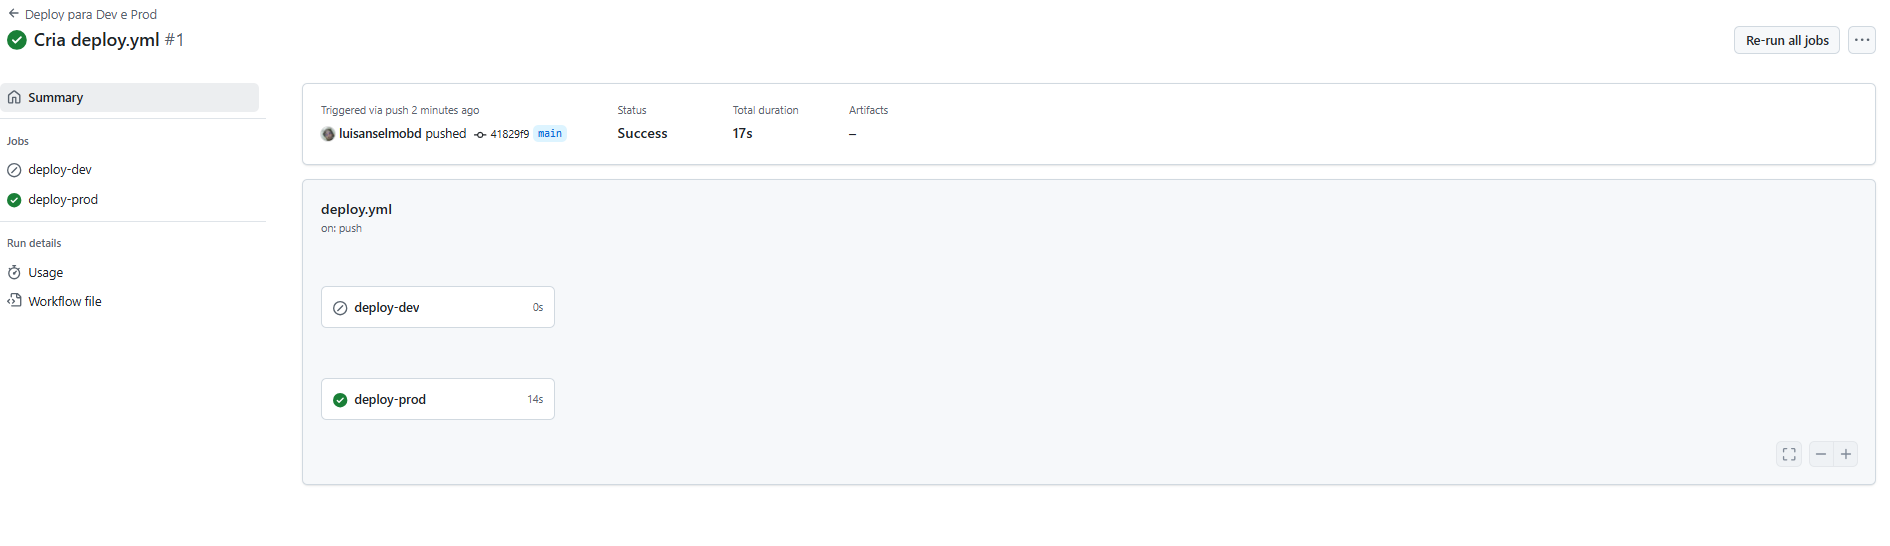 Deploy para Dev e Prod
Cria deploy.yml #1
Re-run all jobs
Summary
Jobs
deploy-dev
deploy-prod
Run details
Usage
Workflow file
Triggered via push 2 minutes ago
luisanselmobd pushed 41829f9 main
Status
Success
Total duration
17s
Artifacts
–
deploy.yml
on: push
deploy-dev 0s
deploy-prod 14s